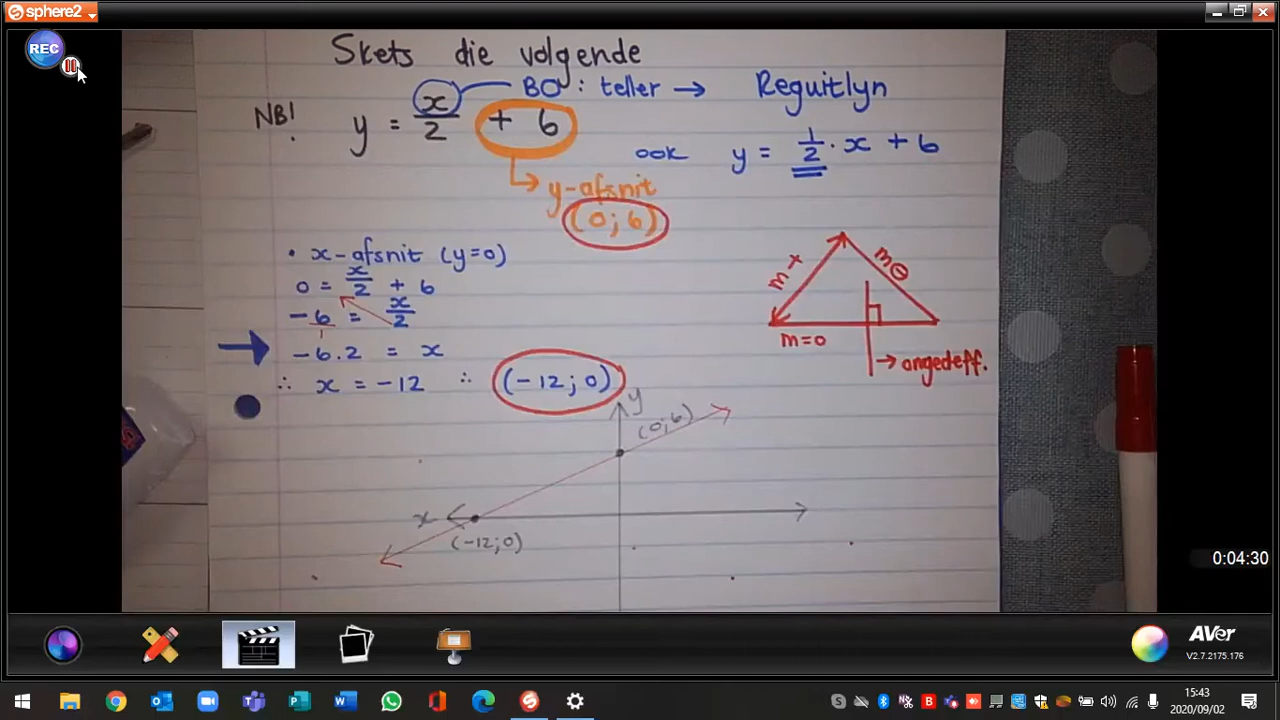 sphere2
REC
Skets die volgende
NB! y = x/2 + 6
BO : teller → Reguitlyn
ook y = 1/2 · x + 6
y-afsnit
(0; 6)
• x-afsnit (y=0)
0 = x/2 + 6
-6/1 = x/2
-6.2 = x
∴ x = -12 ∴ (-12; 0)
m +
m⊖
m=0
→ ongedeff.
y
(0; 6)
x
(-12; 0)
0:04:30
AVer
V2.7.2175.176
15:43
2020/09/02